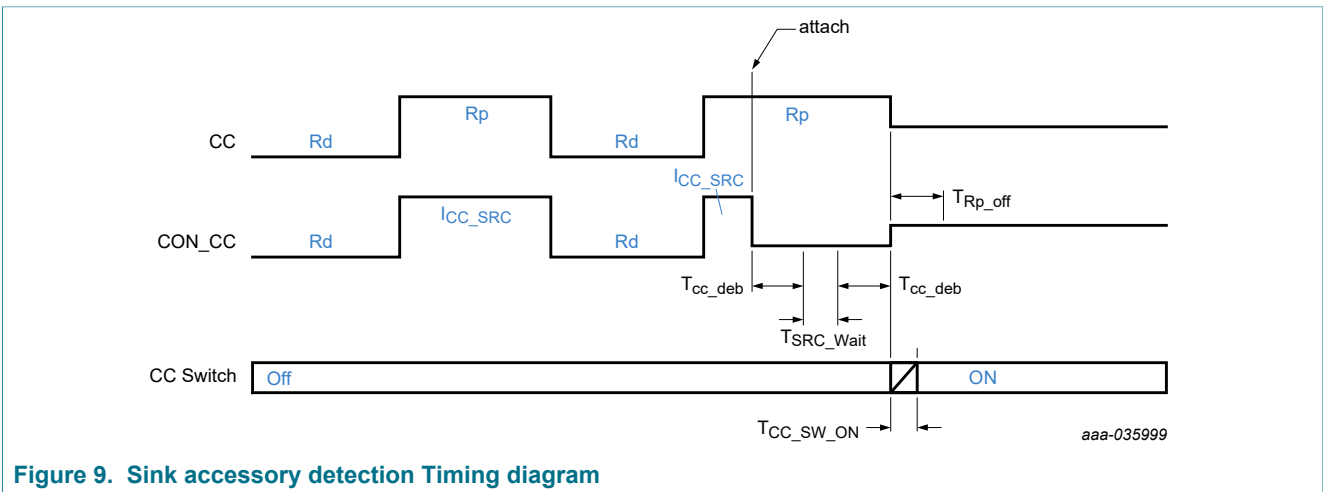 attach
CC
Rd
Rp
Rd
Rp
CON_CC
Rd
ICC_SRC
Rd
ICC_SRC
TRp_off
Tcc_deb
Tcc_deb
TSRC_Wait
CC Switch
Off
ON
TCC_SW_ON
aaa-035999
Figure 9. Sink accessory detection Timing diagram